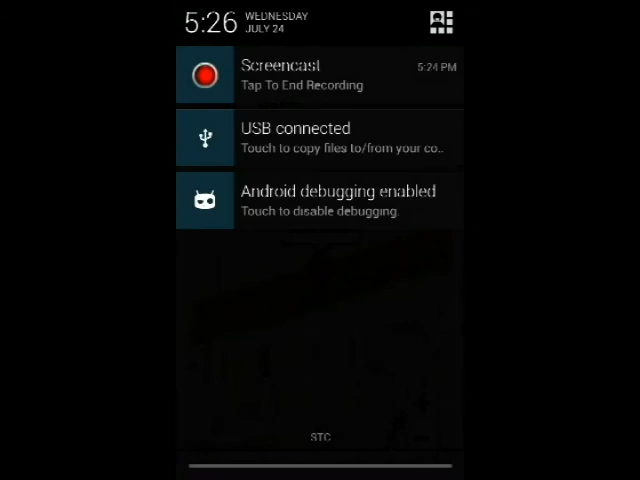 5:26 WEDNESDAY
JULY 24
Screencast 5:24 PM
Tap To End Recording
USB connected
Touch to copy files to/from your co..
Android debugging enabled
Touch to disable debugging.
STC